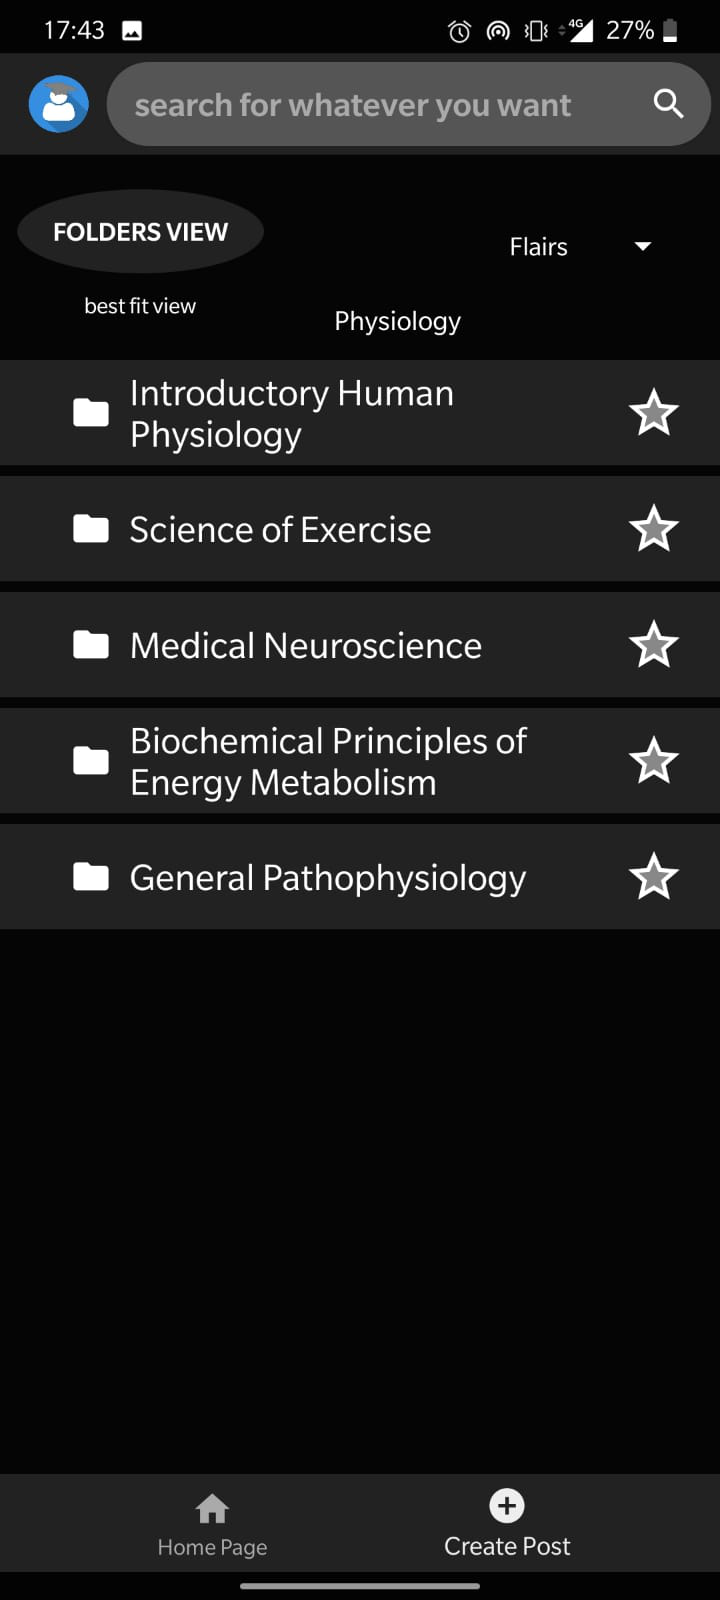 17:43
4G
27%
search for whatever you want
FOLDERS VIEW
Flairs
best fit view
Physiology
Introductory Human
Physiology
Science of Exercise
Medical Neuroscience
Biochemical Principles of
Energy Metabolism
General Pathophysiology
Home Page
Create Post